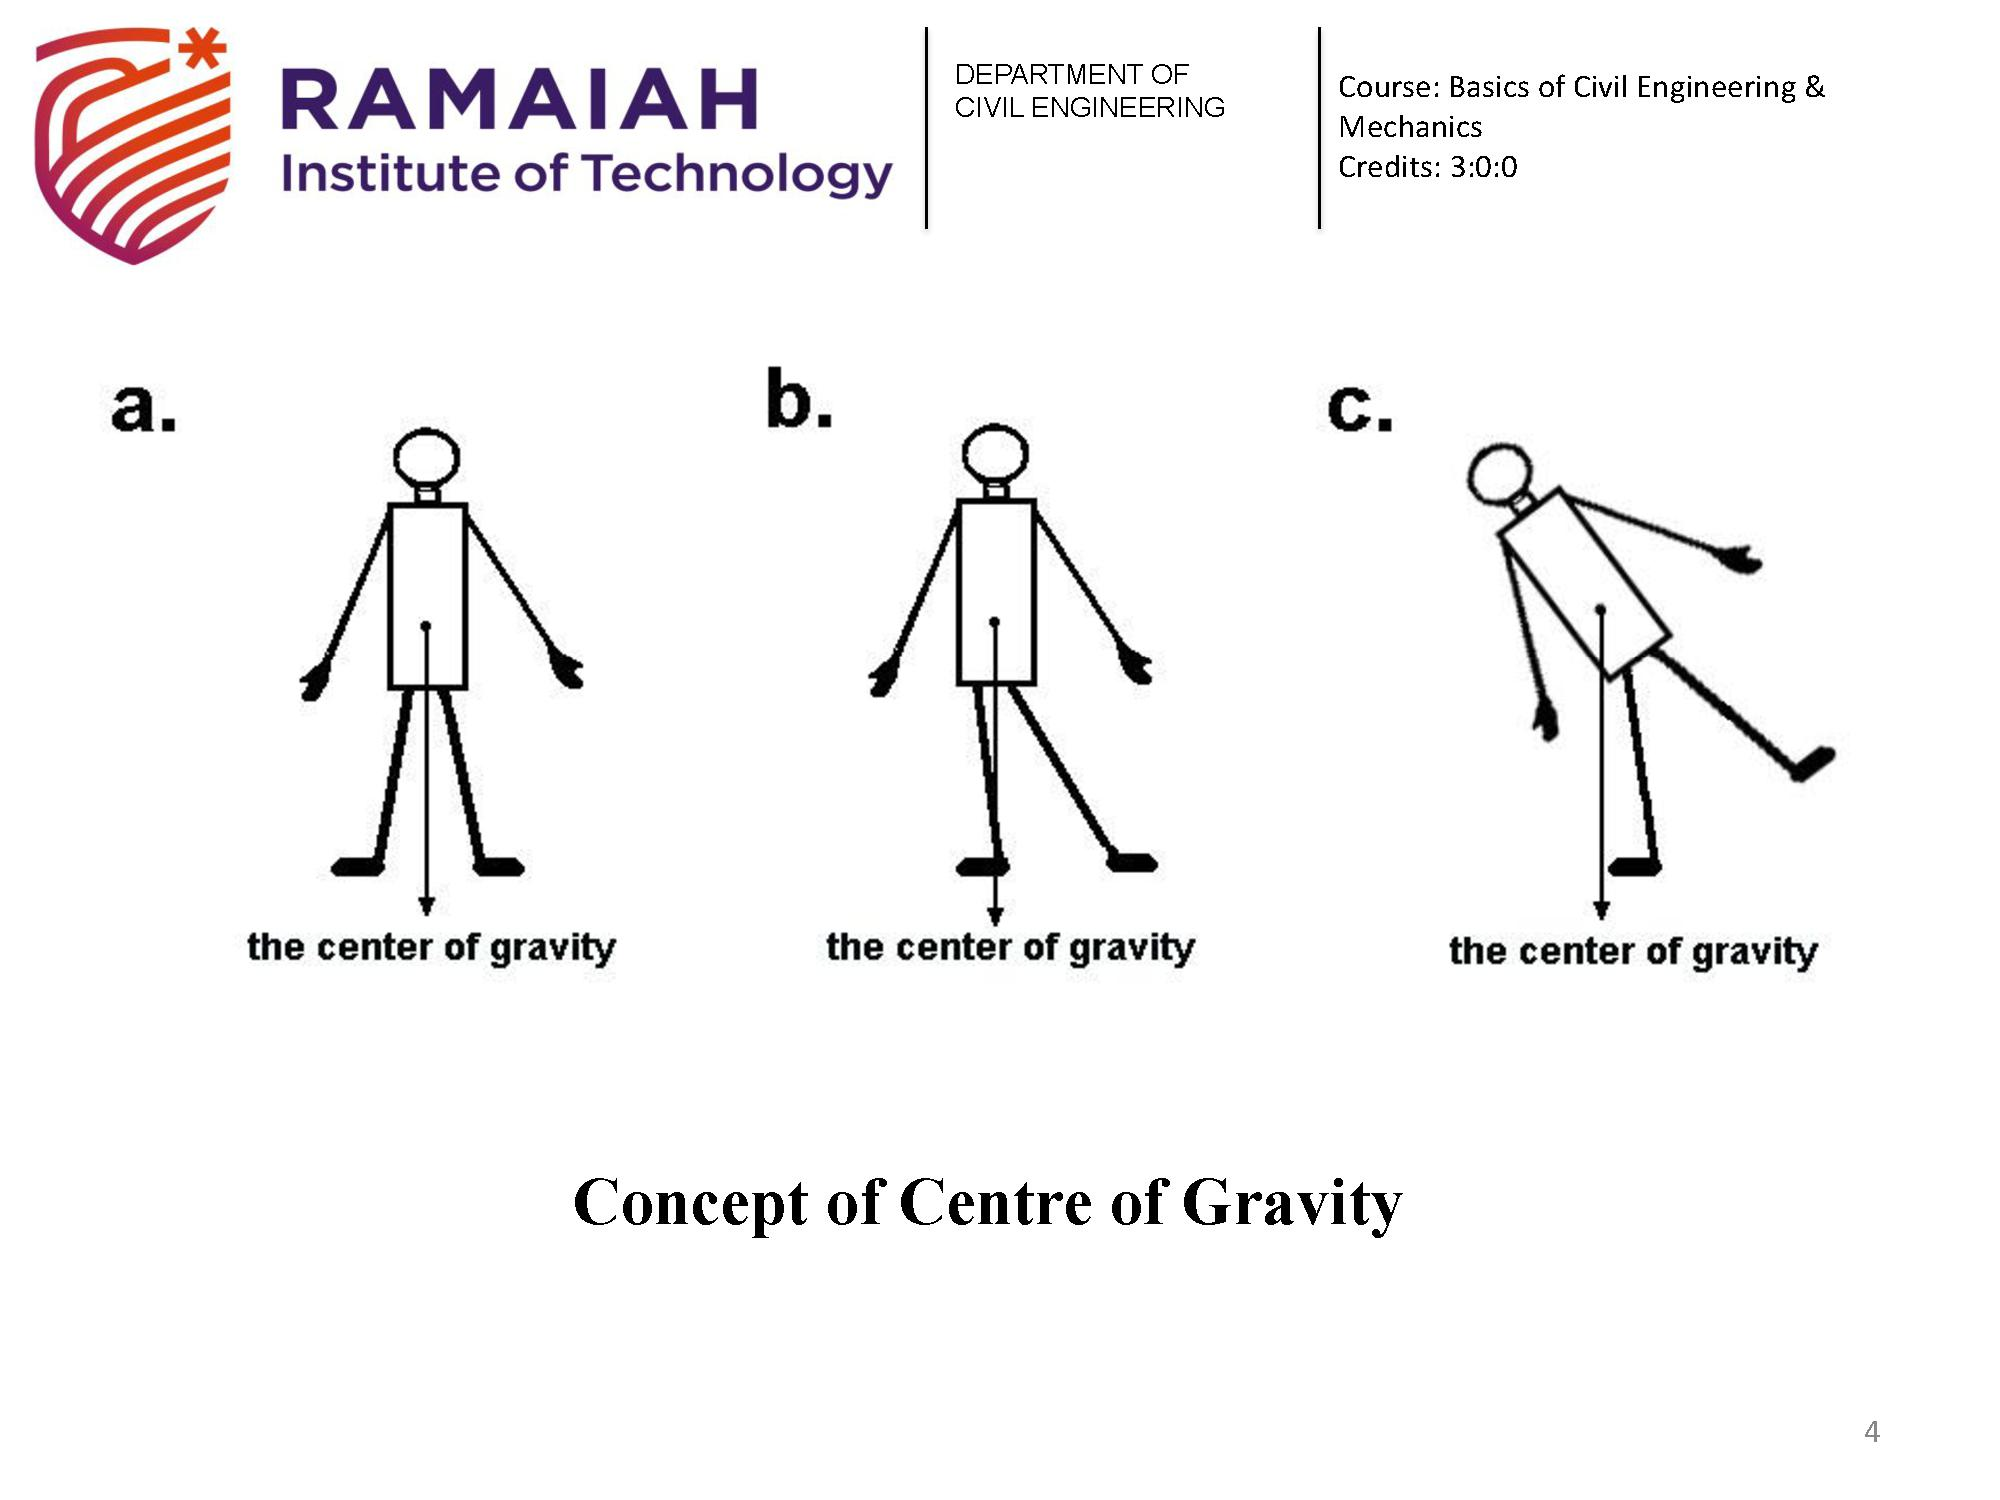 RAMAIAH
Institute of Technology
DEPARTMENT OF
CIVIL ENGINEERING
Course: Basics of Civil Engineering &
Mechanics
Credits: 3:0:0
a.
b.
c.
the center of gravity
the center of gravity
the center of gravity
Concept of Centre of Gravity
4